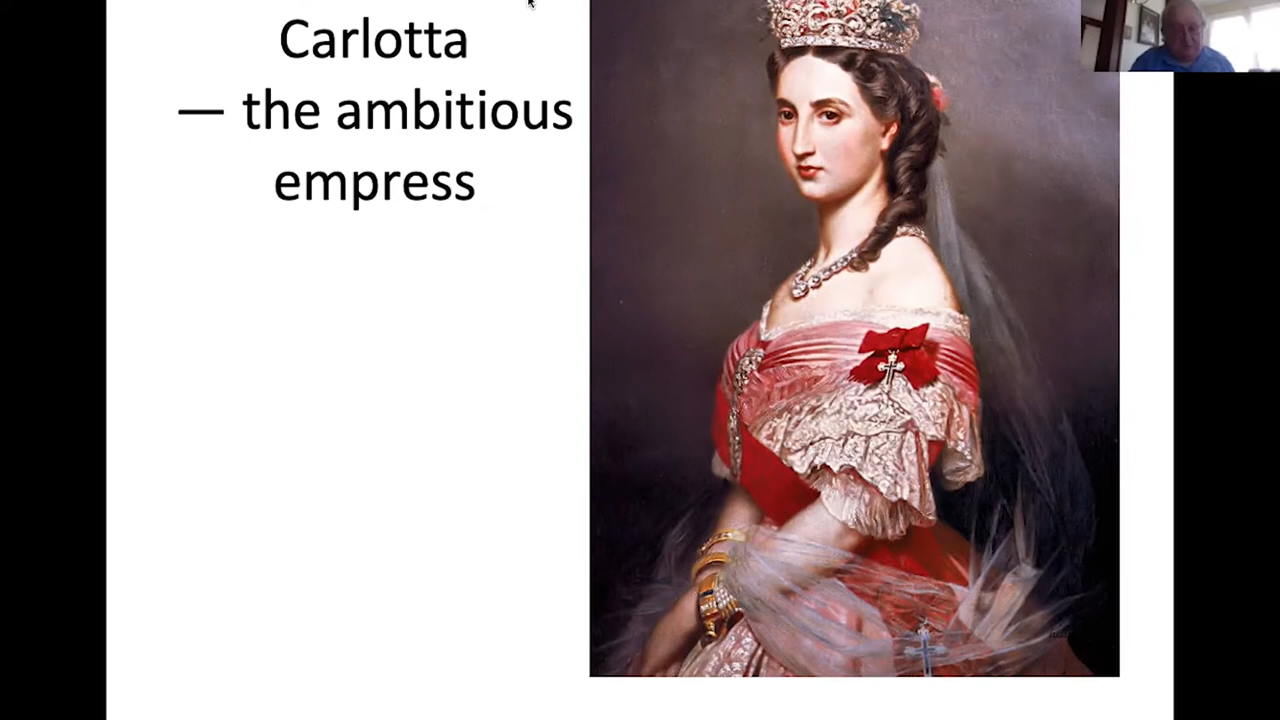 Carlotta
— the ambitious
empress